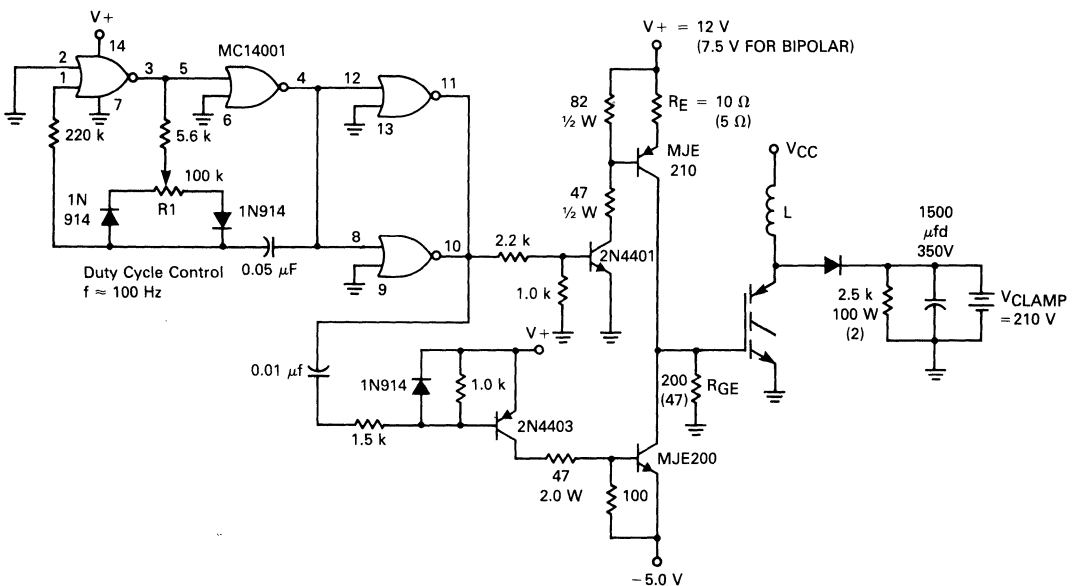 V+
14
MC14001
2
1
3
5
4
12
11
7
6
13
220 k
5.6 k
100 k
R1
1N
914
1N914
0.05 μF
8
10
9
Duty Cycle Control
f ≈ 100 Hz
2.2 k
1.0 k
V+ = 12 V
(7.5 V FOR BIPOLAR)
82
½ W
RE = 10 Ω
(5 Ω)
MJE
210
47
½ W
2N4401
VCC
L
1500
μfd
350V
2.5 k
100 W
(2)
VCLAMP
= 210 V
V+
0.01 μf
1N914
1.0 k
1.5 k
2N4403
200
(47)
RGE
47
2.0 W
100
MJE200
−5.0 V